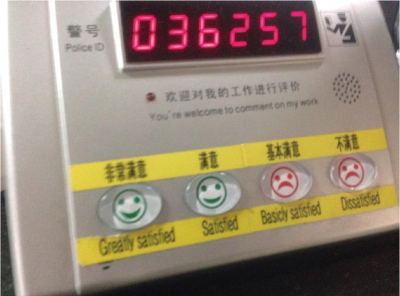 警号
Police ID
036257
欢迎对我的工作进行评价
You're welcome to comment on my work
非常满意 满意 基本满意 不满意
Greatly satisfied Satisfied Basicly satisfied Dissatisfied